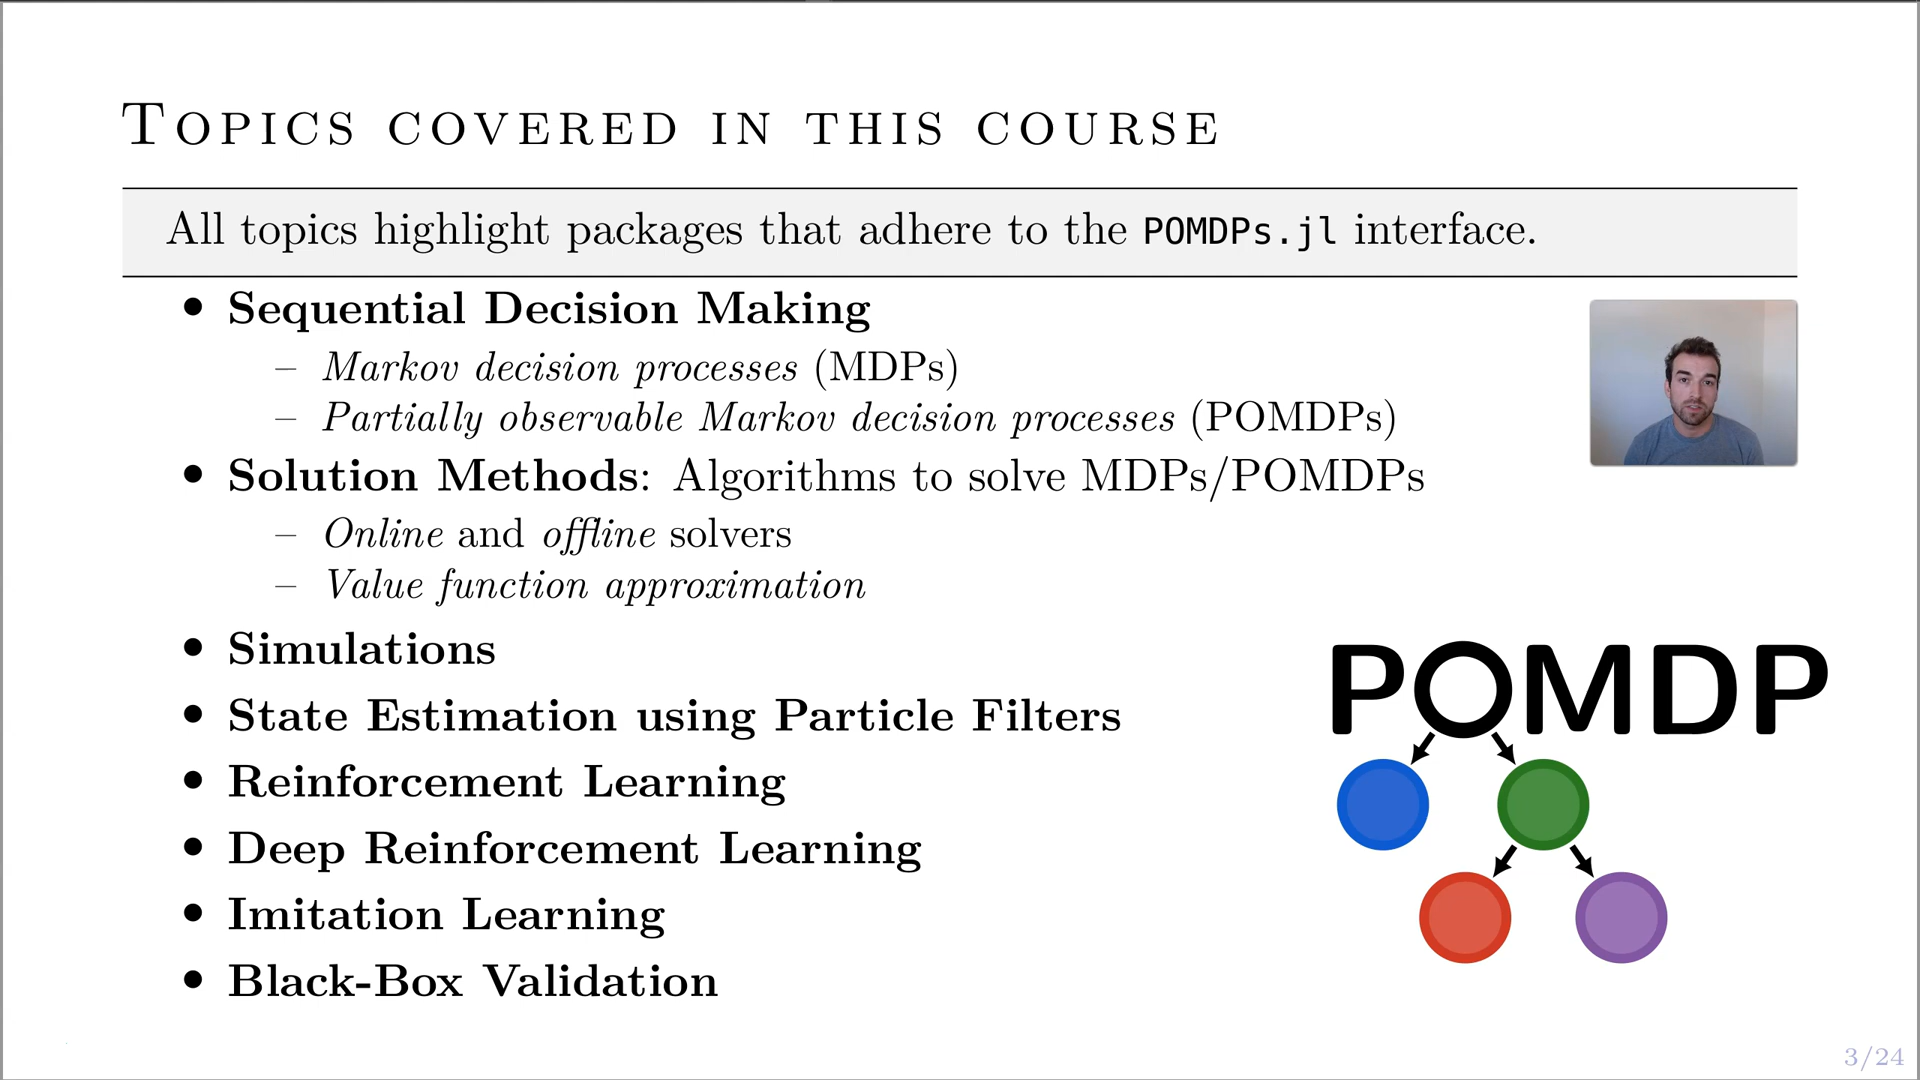 Topics covered in this course
All topics highlight packages that adhere to the POMDPs.jl interface.
• Sequential Decision Making
– Markov decision processes (MDPs)
– Partially observable Markov decision processes (POMDPs)
• Solution Methods: Algorithms to solve MDPs/POMDPs
– Online and offline solvers
– Value function approximation
• Simulations
• State Estimation using Particle Filters
• Reinforcement Learning
• Deep Reinforcement Learning
• Imitation Learning
• Black-Box Validation
POMDP
3/24